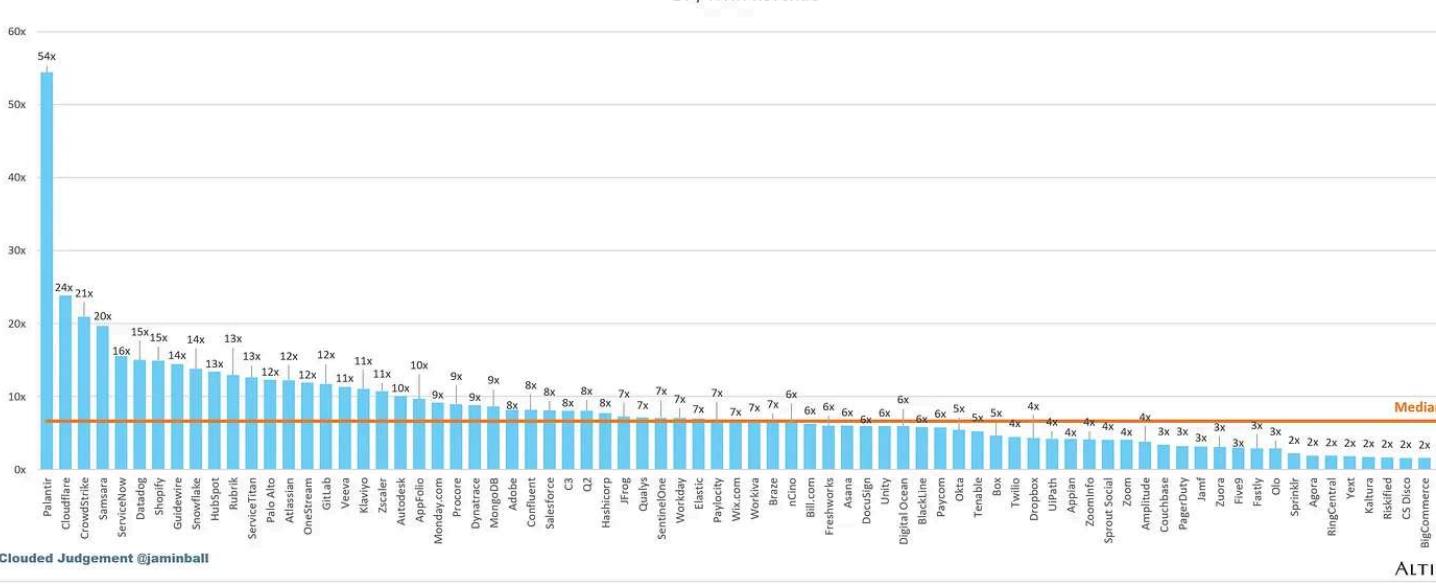 60x
54x
50x
40x
30x
24x 21x
20x 20x
16x 15x 15x 14x 14x 13x 13x 13x 12x 12x 12x 12x 11x 11x 11x 10x 10x
10x 9x 9x 9x 9x 8x 8x 8x 8x 8x 8x 7x 7x 7x 7x 7x 7x 7x 7x 7x 6x 6x 6x 6x 6x 6x 6x 6x 6x 5x 5x 5x 4x 4x 4x 4x 4x 4x 4x 4x 3x 3x 3x 3x 3x 3x 3x 2x 2x 2x 2x 2x 2x 2x 2x
Media
0x
Palantir
Cloudflare
CrowdStrike
Samsara
ServiceNow
Datadog
Shopify
Guidewire
Snowflake
HubSpot
Rubrik
ServiceTitan
Palo Alto
Atlassian
OneStream
GitLab
Veeva
Klaviyo
Zscaler
Autodesk
AppFolio
Monday.com
Procore
Dynatrace
MongoDB
Adobe
Confluent
Salesforce
C3
Q2
Hashicorp
JFrog
Qualys
SentinelOne
Workday
Elastic
Paylocity
Wix.com
Workiva
Braze
nCino
Bill.com
Freshworks
Asana
DocuSign
Unity
Digital Ocean
BlackLine
Paycom
Okta
Tenable
Box
Twilio
Dropbox
UiPath
Appian
ZoomInfo
Sprout Social
Zoom
Amplitude
Couchbase
PagerDuty
Jamf
Zuora
Five9
Fastly
Olo
Sprinklr
Agora
RingCentral
Yext
Kaltura
Riskified
CS Disco
BigCommerce
Clouded Judgement @jaminball
ALTI